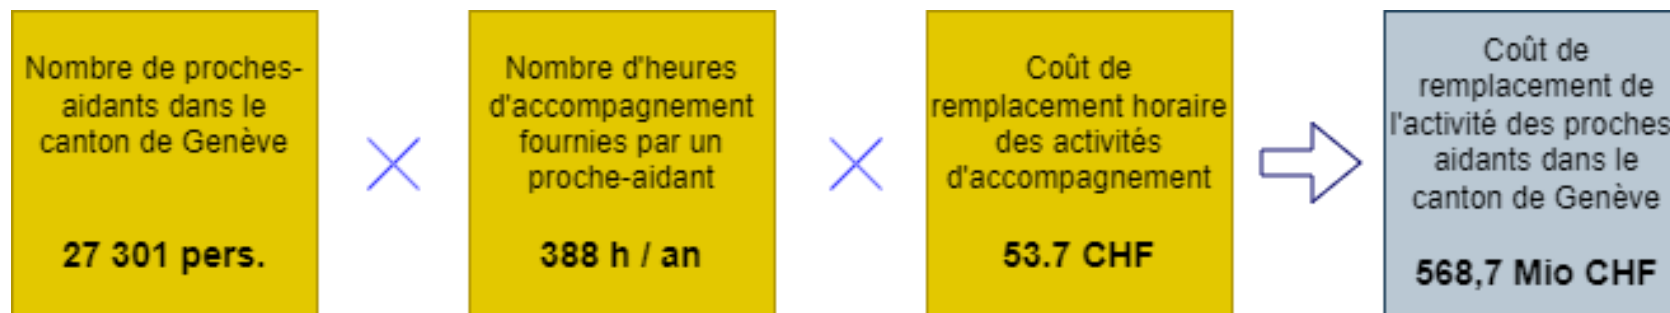 Nombre de proches-
aidants dans le
canton de Genève
27 301 pers.
Nombre d'heures
d'accompagnement
fournies par un
proche-aidant
388 h / an
Coût de
remplacement horaire
des activités
d'accompagnement
53.7 CHF
Coût de
remplacement de
l'activité des proches
aidants dans le
canton de Genève
568,7 Mio CHF